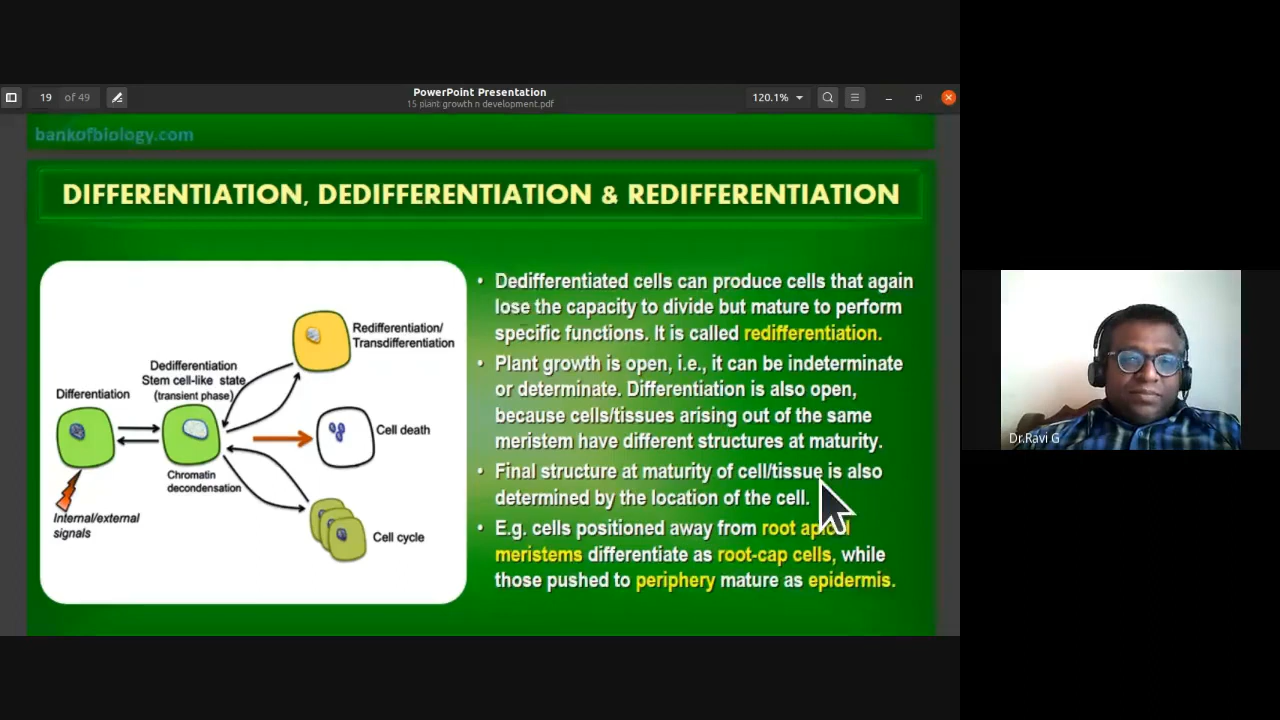 PowerPoint Presentation
19 of 49
15 plant growth n development.pdf
120.1%
bankofbiology.com
DIFFERENTIATION, DEDIFFERENTIATION & REDIFFERENTIATION
Redifferentiation/
Transdifferentiation
Dedifferentiation
Stem cell-like state
(transient phase)
Differentiation
Cell death
Chromatin
decondensation
Internal/external
signals
Cell cycle
• Dedifferentiated cells can produce cells that again
lose the capacity to divide but mature to perform
specific functions. It is called redifferentiation.
• Plant growth is open, i.e., it can be indeterminate
or determinate. Differentiation is also open,
because cells/tissues arising out of the same
meristem have different structures at maturity.
• Final structure at maturity of cell/tissue is also
determined by the location of the cell.
• E.g. cells positioned away from root apical
meristems differentiate as root-cap cells, while
those pushed to periphery mature as epidermis.
Dr.Ravi G